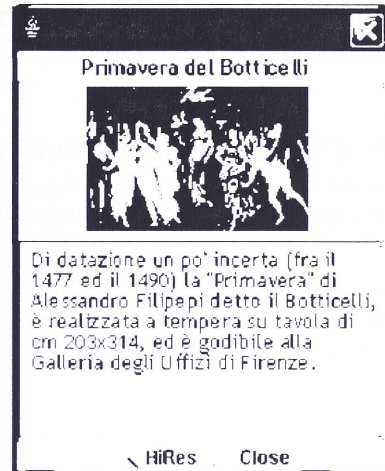 Primavera del Botticelli
Di datazione un po' incerta (fra il
1477 ed il 1490) la "Primavera" di
Alessandro Filipepi detto il Botticelli,
è realizzata a tempera su tavola di
cm 203x314, ed è godibile alla
Galleria degli Uffizi di Firenze.
HiRes Close